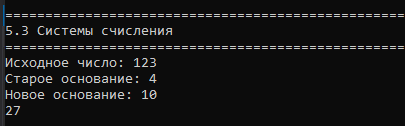 ==================================================
5.3 Системы счисления
==================================================
Исходное число: 123
Старое основание: 4
Новое основание: 10
27